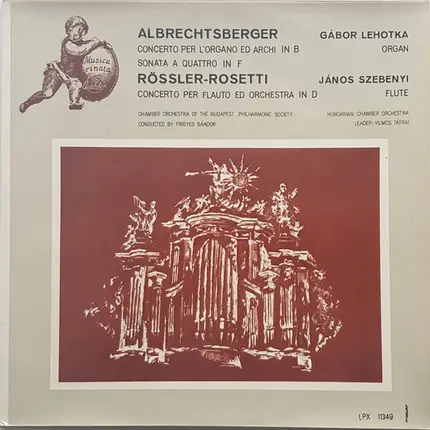 Musica
rinata
ALBRECHTSBERGER
CONCERTO PER L'ORGANO ED ARCHI IN B
SONATA A QUATTRO IN F
RÖSSLER-ROSETTI
CONCERTO PER FLAUTO ED ORCHESTRA IN D
GÁBOR LEHOTKA
ORGAN
JÁNOS SZEBENYI
FLUTE
CHAMBER ORCHESTRA OF THE BUDAPEST PHILHARMONIC SOCIETY
CONDUCTED BY FRIGYES SÁNDOR
HUNGARIAN CHAMBER ORCHESTRA
LEADER: VILMOS TÁTRAI
LPX 11349